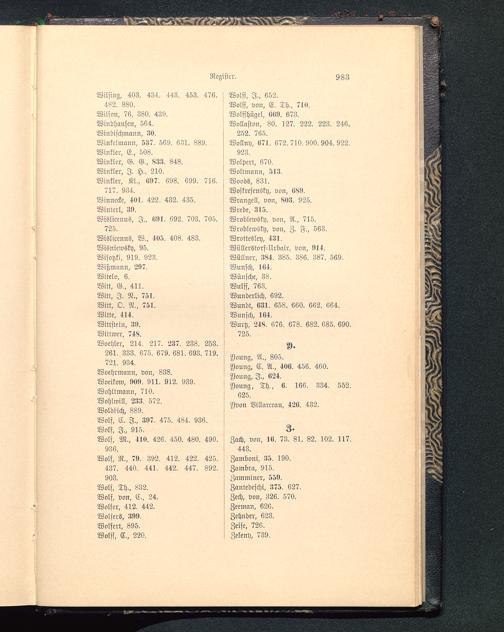 Register.
983
Wilsing, 403. 434. 443. 453. 476.
482. 880.
Wilson, 76. 380. 439.
Windhausen, 564.
Windischmann, 30.
Winkelmann, 537. 569. 631. 889.
Winkler, E., 508.
Winkler, G. G., 833. 848.
Winkler, J. H., 210.
Winkler, Kl., 697. 698. 699. 716.
717. 934.
Winnecke, 401. 422. 432. 435.
Winterl, 39.
Wislicenus, J., 691. 692. 703. 705.
725.
Wislicenus, W., 405. 408. 483.
Wisniewsky, 95.
Wisotzki, 919. 923.
Wißmann, 297.
Witelo, 6.
Witt, G., 411.
Witt, J. N., 751.
Witt, O. N., 751.
Witte, 414.
Wittstein, 39.
Wittwer, 748.
Woehler, 214. 217. 237. 238. 253.
261. 333. 675. 679. 681. 693. 719.
721. 934.
Woehrmann, von, 838.
Woeikow, 909. 911. 912. 939.
Wohltmann, 710.
Wohlwill, 233. 572.
Woldřich, 889.
Wolf, C. J., 397. 475. 484. 936.
Wolf, J., 915.
Wolf, M., 410. 426. 450. 480. 490.
936.
Wolf, R., 79. 392. 412. 422. 425.
437. 440. 441. 442. 447. 892.
903.
Wolf, Th., 832.
Wolf, von, C., 24.
Wolfer, 412. 442.
Wolfers, 399.
Wolfert, 895.
Wolff, C., 220.
Wolff, J., 652.
Wolff, von, E. Th., 710.
Wolffhügel, 669. 673.
Wollaston, 80. 127. 222. 223. 246.
252. 765.
Wollny, 671. 672. 710. 900. 904. 922.
923.
Wolpert, 670.
Woltmann, 513.
Woods, 831.
Woskresensky, von, 689.
Wrangell, von, 803. 925.
Wrede, 315.
Wroblewsky, von, A., 715.
Wroblewsky, von, Z. F., 563.
Wrottesley, 431.
Wüllerstorf-Urbair, von, 914.
Wüllner, 384. 385. 386. 387. 569.
Wunsch, 164.
Wünsche, 38.
Wulff, 763.
Wunderlich, 692.
Wundt, 631. 658. 660. 662. 664.
Wunsch, 164.
Wurtz, 248. 676. 678. 682. 685. 690.
725.
Y.
Young, A., 805.
Young, C. A., 406. 456. 460.
Young, J., 624.
Young, Th., 6. 166. 334. 552.
625.
Yvon Villarceau, 426. 432.
Z.
Zach, von, 16. 73. 81. 82. 102. 117.
443.
Zamboni, 35. 190.
Zambra, 915.
Zamminer, 559.
Zantedeschi, 375. 627.
Zech, von, 326. 570.
Zeeman, 626.
Zehnder, 623.
Zeise, 726.
Zeleny, 739.